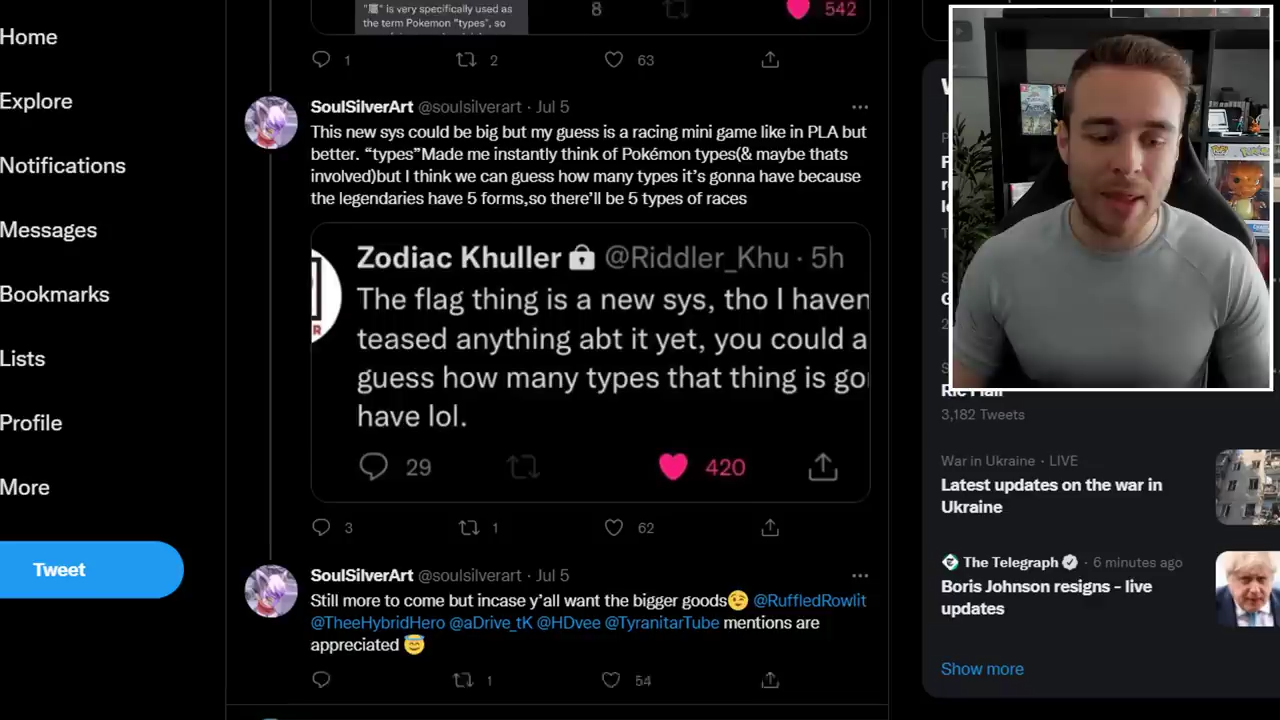 Home
Explore
Notifications
Messages
Bookmarks
Lists
Profile
More
Tweet
"属" is very specifically used as
the term Pokemon "types", so
8
542
1
2
63
SoulSilverArt @soulsilverart · Jul 5
This new sys could be big but my guess is a racing mini game like in PLA but
better. “types”Made me instantly think of Pokémon types(& maybe thats
involved)but I think we can guess how many types it’s gonna have because
the legendaries have 5 forms,so there’ll be 5 types of races
Zodiac Khuller @Riddler_Khu · 5h
The flag thing is a new sys, tho I haven
teased anything abt it yet, you could a
guess how many types that thing is go
have lol.
29
420
3
1
62
SoulSilverArt @soulsilverart · Jul 5
Still more to come but incase y’all want the bigger goods😉 @RuffledRowlit
@TheeHybridHero @aDrive_tK @HDvee @TyranitarTube mentions are
appreciated 😇
1
54
Ric Flair
3,182 Tweets
War in Ukraine · LIVE
Latest updates on the war in
Ukraine
The Telegraph · 6 minutes ago
Boris Johnson resigns – live
updates
Show more